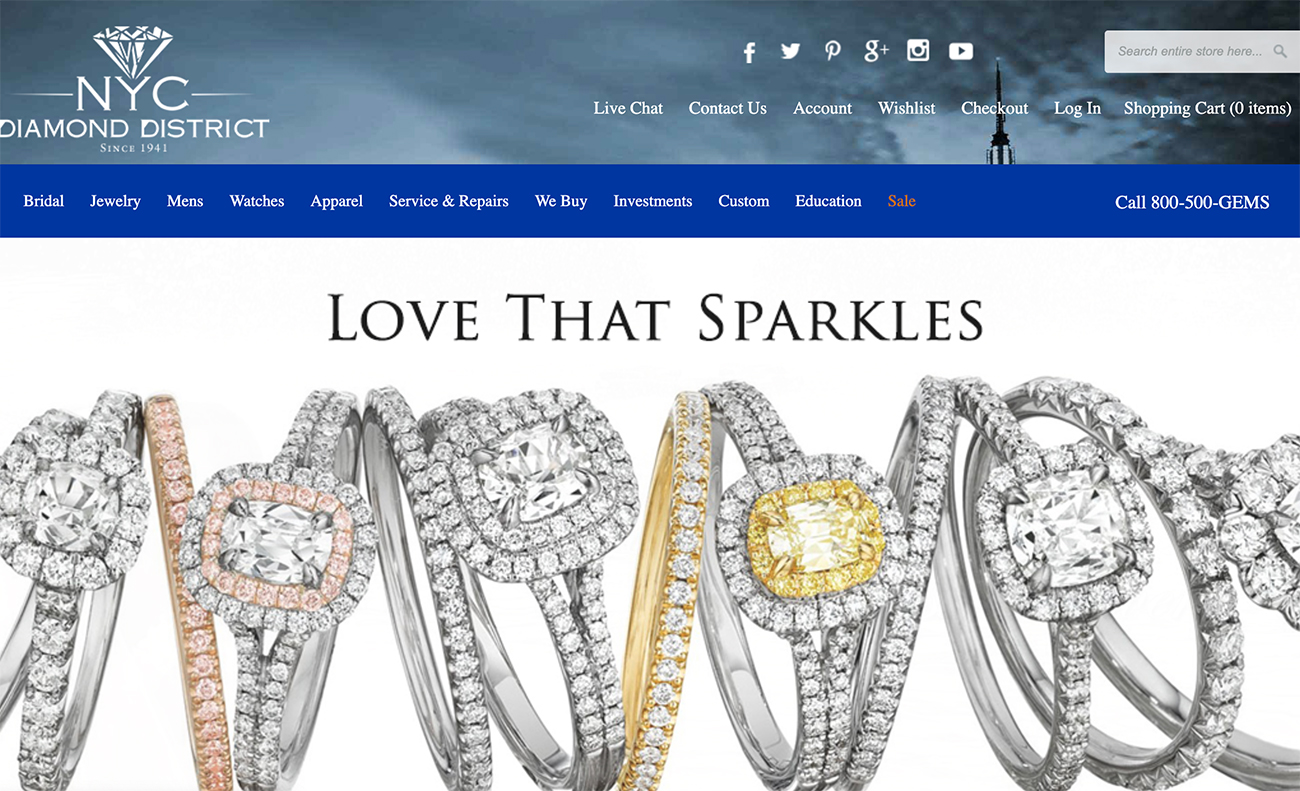 NYC
DIAMOND DISTRICT
SINCE 1941
g+
Search entire store here...
Live Chat Contact Us Account Wishlist Checkout Log In Shopping Cart (0 items)
Bridal Jewelry Mens Watches Apparel Service & Repairs We Buy Investments Custom Education Sale Call 800-500-GEMS
LOVE THAT SPARKLES